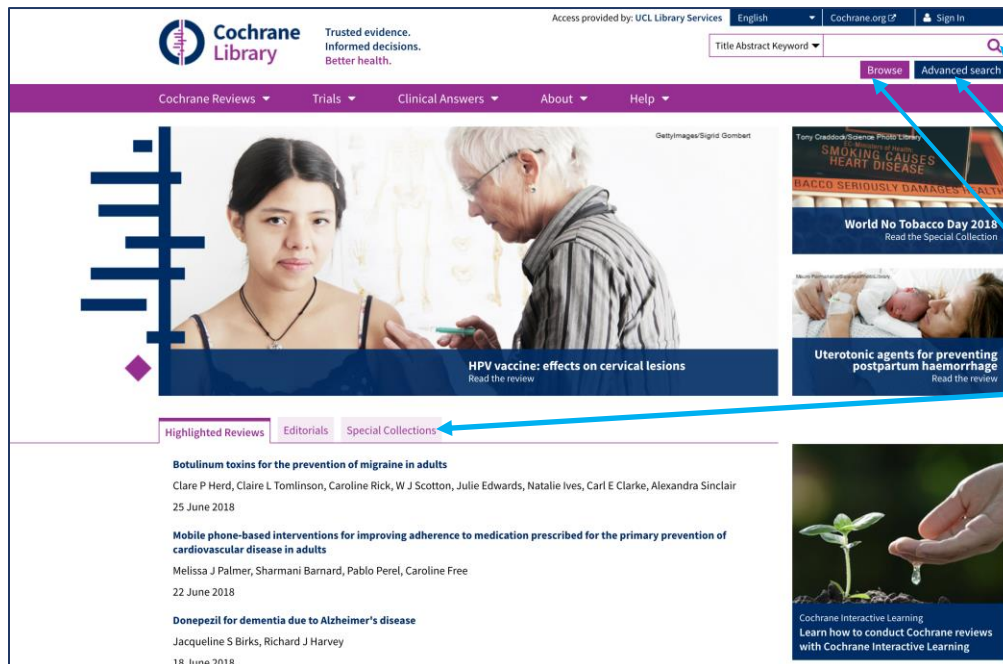 Access provided by: UCL Library Services English Cochrane.org Sign In
Cochrane
Library
Trusted evidence.
Informed decisions.
Better health.
Title Abstract Keyword
Browse Advanced search
Cochrane Reviews Trials Clinical Answers About Help
GettyImages/Sigrid Gombert
HPV vaccine: effects on cervical lesions
Read the review
Tony Craddock/Science Photo Library
SMOKING CAUSES
HEART DISEASE
BACCO SERIOUSLY DAMAGES HEALTH
World No Tobacco Day 2018
Read the Special Collection
Uterotonic agents for preventing
postpartum haemorrhage
Read the review
Highlighted Reviews Editorials Special Collections
Botulinum toxins for the prevention of migraine in adults
Clare P Herd, Claire L Tomlinson, Caroline Rick, W J Scotton, Julie Edwards, Natalie Ives, Carl E Clarke, Alexandra Sinclair
25 June 2018
Mobile phone-based interventions for improving adherence to medication prescribed for the primary prevention of
cardiovascular disease in adults
Melissa J Palmer, Sharmani Barnard, Pablo Perel, Caroline Free
22 June 2018
Donepezil for dementia due to Alzheimer's disease
Jacqueline S Birks, Richard J Harvey
18 June 2018
Cochrane Interactive Learning
Learn how to conduct Cochrane reviews
with Cochrane Interactive Learning